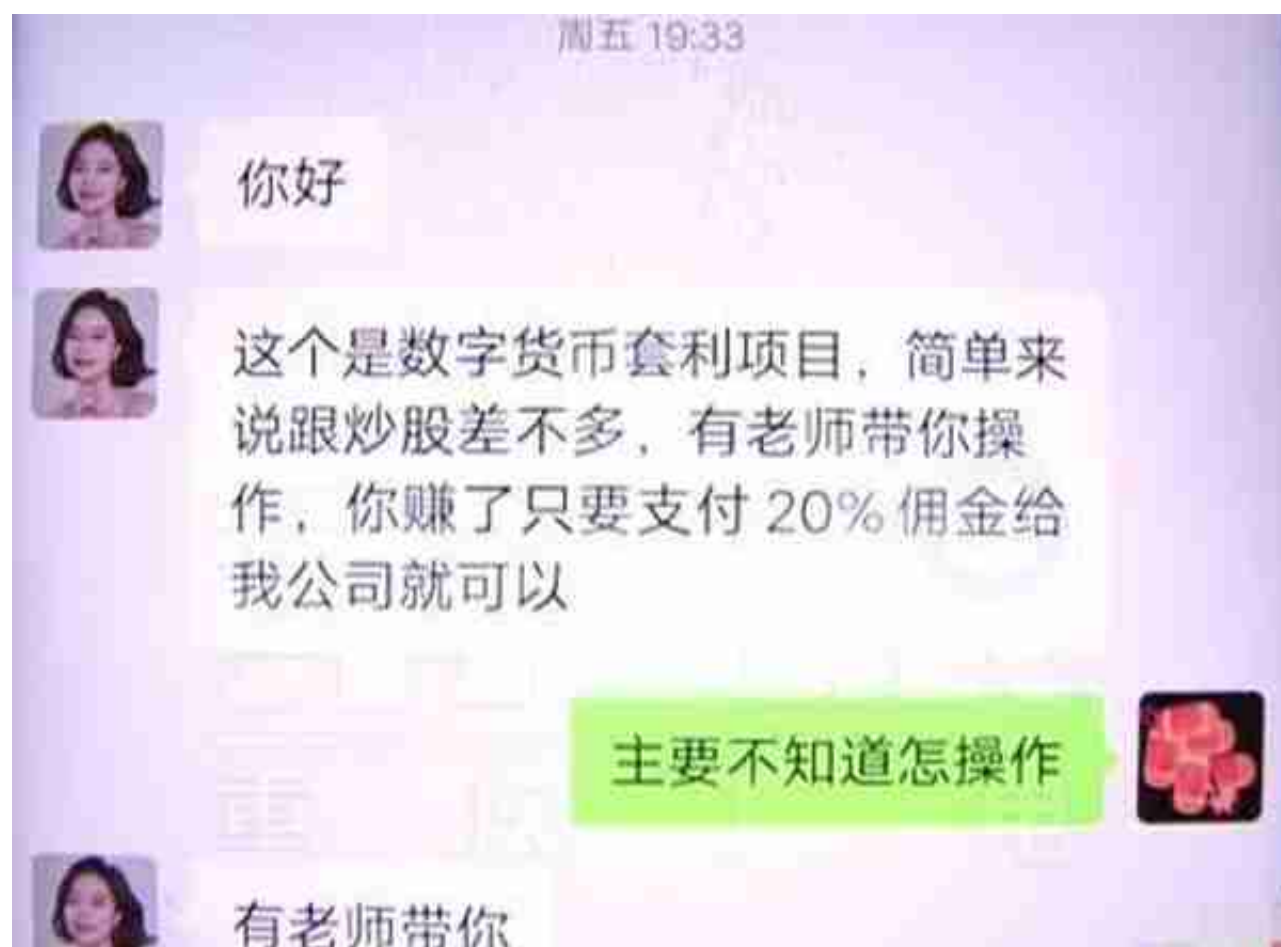 周五 19:33
你好
这个是数字货币套利项目，简单来
说跟炒股差不多，有老师带你操
作，你赚了只要支付20%佣金给
我公司就可以
主要不知道怎操作
有老师带你